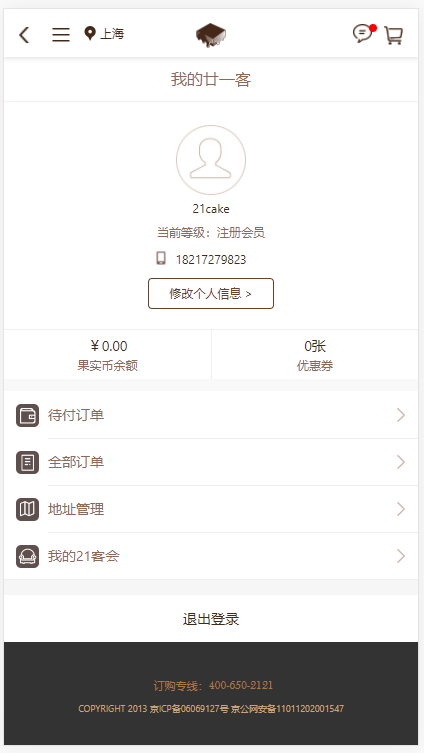 上海
我的廿一客
21cake
当前等级：注册会员
18217279823
修改个人信息 >
￥0.00
果实币余额
0张
优惠券
待付订单
全部订单
地址管理
我的21客会
退出登录
订购专线：400-650-2121
COPYRIGHT 2013 京ICP备06069127号 京公网安备11011202001547